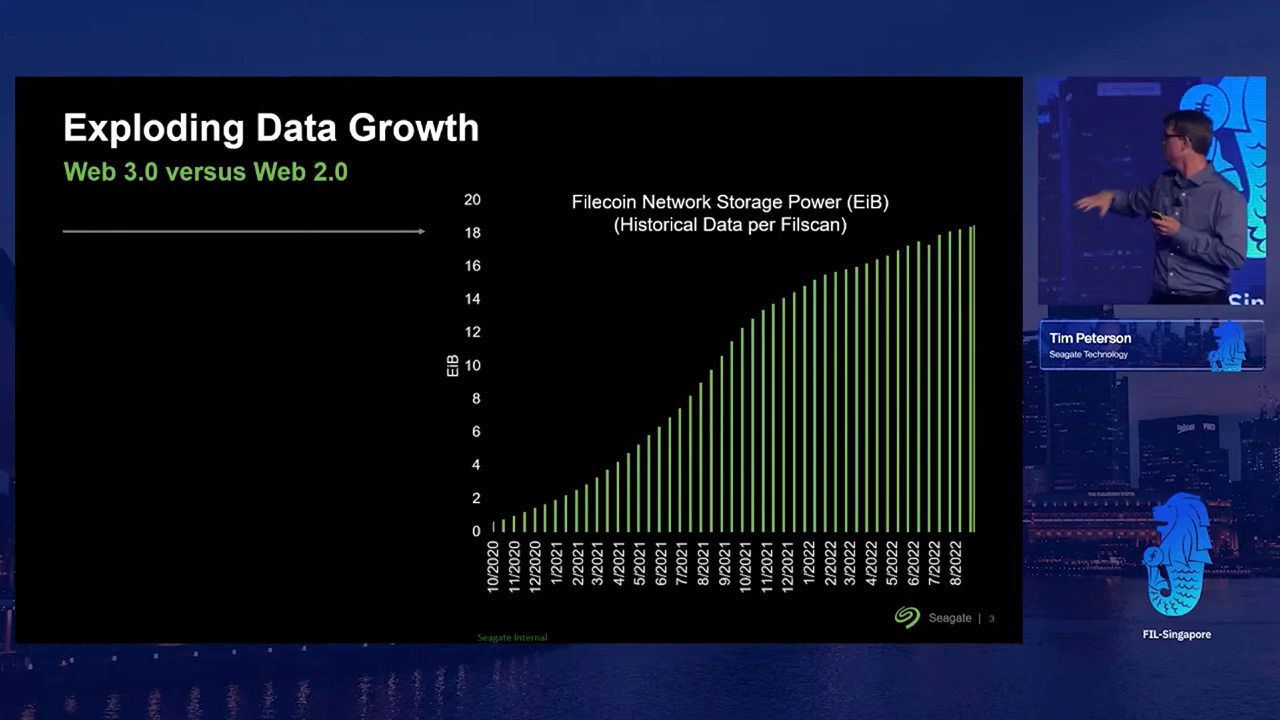 Exploding Data Growth
Web 3.0 versus Web 2.0
Filecoin Network Storage Power (EiB)
(Historical Data per Filscan)
EiB
20
18
16
14
12
10
8
6
4
2
0
10/2020
11/2020
12/2020
1/2021
2/2021
3/2021
4/2021
5/2021
6/2021
7/2021
8/2021
9/2021
10/2021
11/2021
12/2021
1/2022
2/2022
3/2022
4/2022
5/2022
6/2022
7/2022
8/2022
Seagate | 3
Seagate Internal
Sin
Tim Peterson
Seagate Technology
THE FULLERTON HOTEL
FIL-Singapore